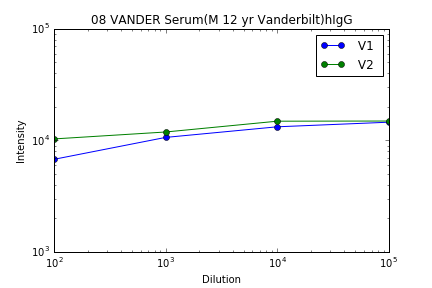 08 VANDER Serum(M 12 yr Vanderbilt)hIgG
10^5
V1
V2
10^4
Intensity
10^3
10^2
10^3
10^4
10^5
Dilution